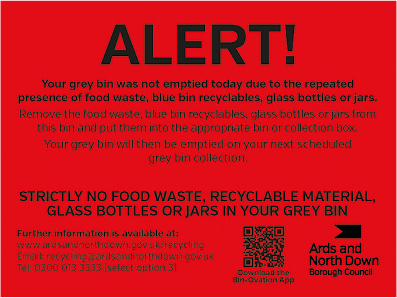 ALERT!
Your grey bin was not emptied today due to the repeated
presence of food waste, blue bin recyclables, glass bottles or jars.
Remove the food waste, blue bin recyclables, glass bottles or jars from
this bin and put them into the appropriate bin or collection box.
Your grey bin will then be emptied on your next scheduled
grey bin collection.
STRICTLY NO FOOD WASTE, RECYCLABLE MATERIAL,
GLASS BOTTLES OR JARS IN YOUR GREY BIN
Further information is available at:
www.ardsandnorthdown.gov.uk/recycling
Email: recycling@ardsandnorthdown.gov.uk
Tel: 0300 013 3333 (select option 3)
Download the
Bin-Ovation App
Ards and
North Down
Borough Council